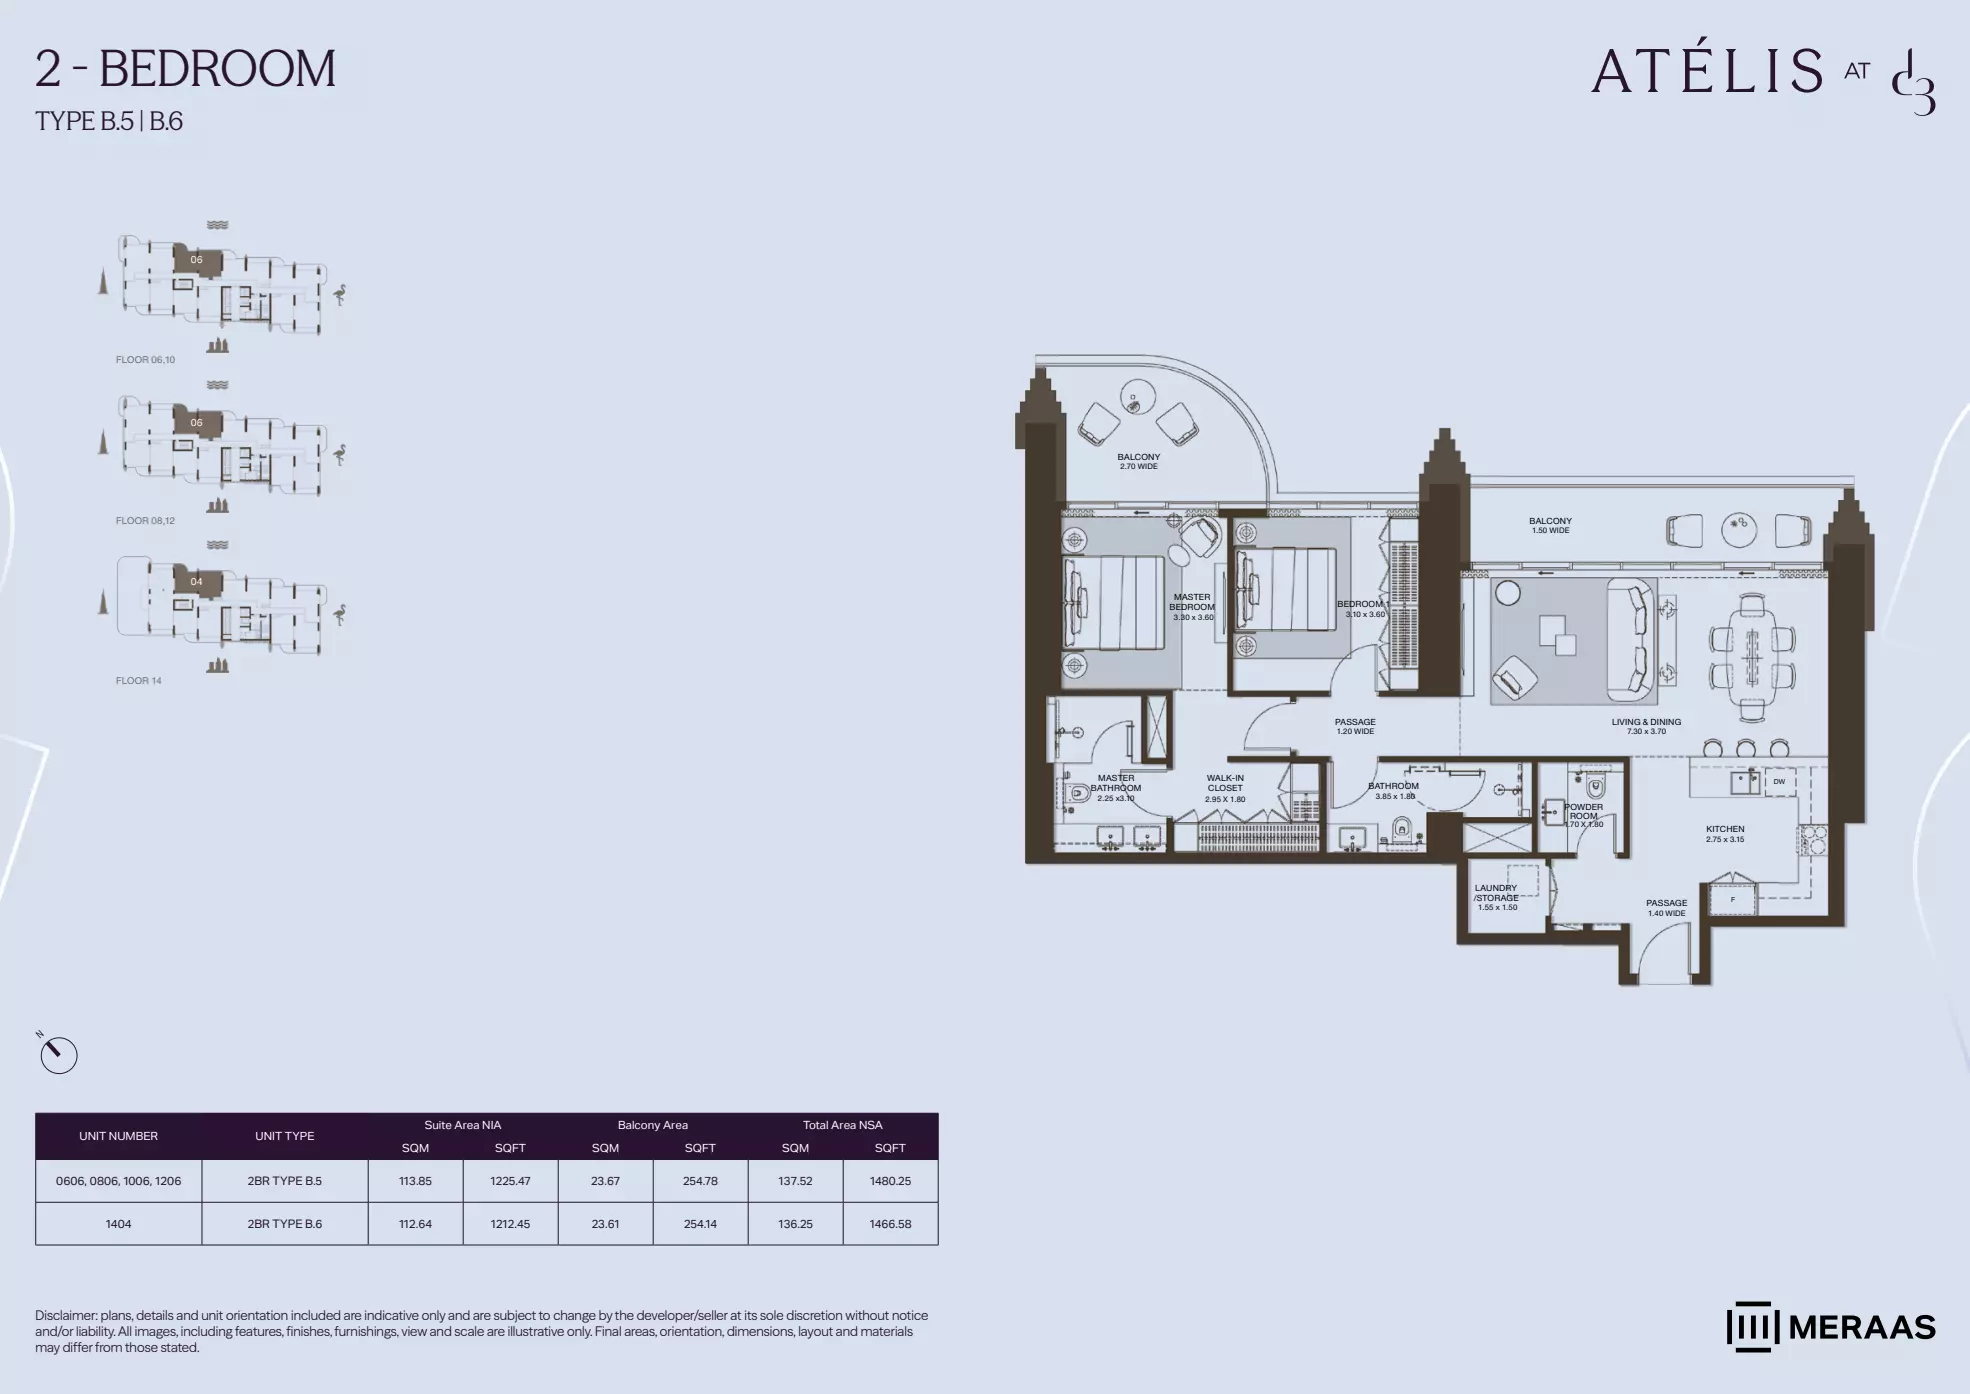 2 - BEDROOM
TYPE B.5 | B.6
ATÉLIS AT d3
06
FLOOR 06,10
06
FLOOR 08,12
04
FLOOR 14
BALCONY
2.70 WIDE
BALCONY
1.50 WIDE
MASTER
BEDROOM
3.30 x 3.60
BEDROOM 1
3.10 x 3.60
PASSAGE
1.20 WIDE
LIVING & DINING
7.30 x 3.70
MASTER
BATHROOM
2.25 x3.10
WALK-IN
CLOSET
2.95 X 1.80
BATHROOM
3.85 x 1.80
POWDER
ROOM
1.70 X 1.80
DW
KITCHEN
2.75 x 3.15
LAUNDRY
/STORAGE
1.55 x 1.50
PASSAGE
1.40 WIDE
F
N
UNIT NUMBER UNIT TYPE Suite Area NIA Balcony Area Total Area NSA
SQM SQFT SQM SQFT SQM SQFT
0606, 0806, 1006, 1206 2BR TYPE B.5 113.85 1225.47 23.67 254.78 137.52 1480.25
1404 2BR TYPE B.6 112.64 1212.45 23.61 254.14 136.25 1466.58
Disclaimer: plans, details and unit orientation included are indicative only and are subject to change by the developer/seller at its sole discretion without notice
and/or liability. All images, including features, finishes, furnishings, view and scale are illustrative only. Final areas, orientation, dimensions, layout and materials
may differ from those stated.
MERAAS